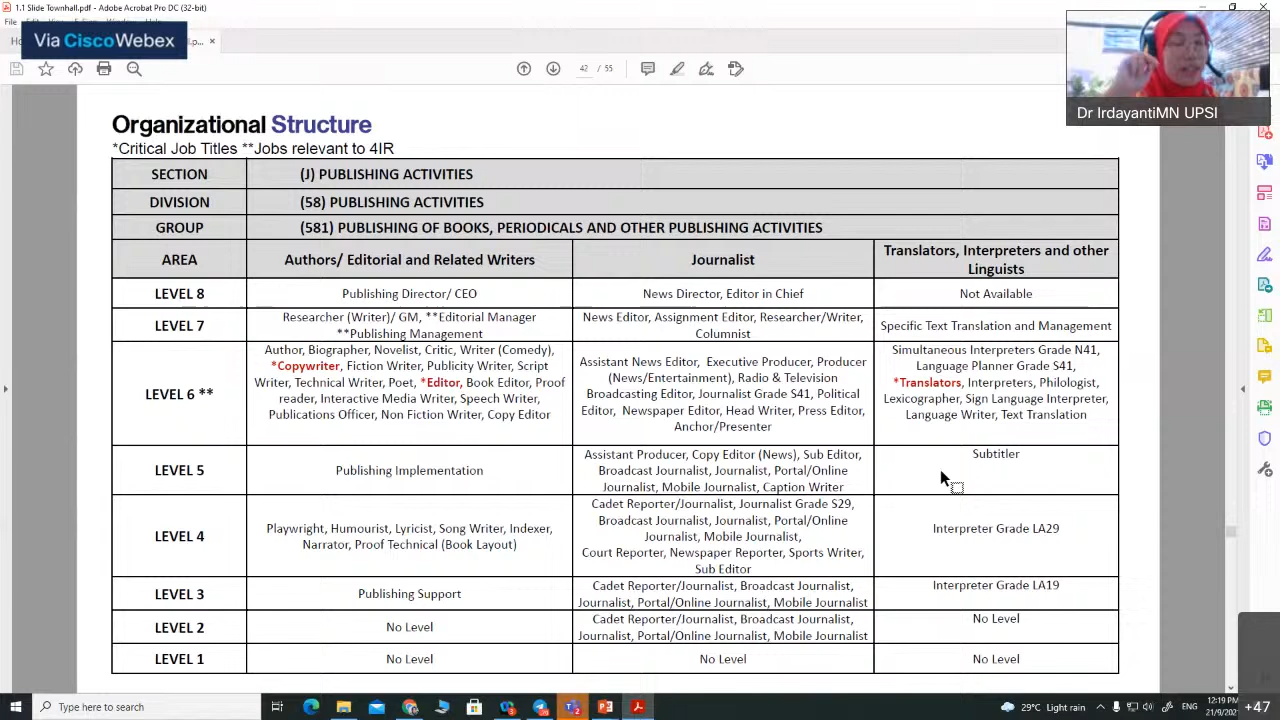 1.1 Slide Townhall.pdf - Adobe Acrobat Pro DC (32-bit)
File
Via CiscoWebex
42 / 55
Dr IrdayantiMN UPSI
Organizational Structure
*Critical Job Titles **Jobs relevant to 4IR
SECTION (J) PUBLISHING ACTIVITIES
DIVISION (58) PUBLISHING ACTIVITIES
GROUP (581) PUBLISHING OF BOOKS, PERIODICALS AND OTHER PUBLISHING ACTIVITIES
AREA
Authors/ Editorial and Related Writers
Journalist
Translators, Interpreters and other
Linguists
LEVEL 8
Publishing Director/ CEO
News Director, Editor in Chief
Not Available
LEVEL 7
Researcher (Writer)/ GM, **Editorial Manager
**Publishing Management
News Editor, Assignment Editor, Researcher/Writer,
Columnist
Specific Text Translation and Management
LEVEL 6 **
Author, Biographer, Novelist, Critic, Writer (Comedy),
*Copywriter, Fiction Writer, Publicity Writer, Script
Writer, Technical Writer, Poet, *Editor, Book Editor, Proof
reader, Interactive Media Writer, Speech Writer,
Publications Officer, Non Fiction Writer, Copy Editor
Assistant News Editor, Executive Producer, Producer
(News/Entertainment), Radio & Television
Broadcasting Editor, Journalist Grade S41, Political
Editor, Newspaper Editor, Head Writer, Press Editor,
Anchor/Presenter
Simultaneous Interpreters Grade N41,
Language Planner Grade S41,
*Translators, Interpreters, Philologist,
Lexicographer, Sign Language Interpreter,
Language Writer, Text Translation
LEVEL 5
Publishing Implementation
Assistant Producer, Copy Editor (News), Sub Editor,
Broadcast Journalist, Journalist, Portal/Online
Journalist, Mobile Journalist, Caption Writer
Subtitler
LEVEL 4
Playwright, Humourist, Lyricist, Song Writer, Indexer,
Narrator, Proof Technical (Book Layout)
Cadet Reporter/Journalist, Journalist Grade S29,
Broadcast Journalist, Journalist, Portal/Online
Journalist, Mobile Journalist,
Court Reporter, Newspaper Reporter, Sports Writer,
Sub Editor
Interpreter Grade LA29
LEVEL 3
Publishing Support
Cadet Reporter/Journalist, Broadcast Journalist,
Journalist, Portal/Online Journalist, Mobile Journalist
Interpreter Grade LA19
LEVEL 2
No Level
Cadet Reporter/Journalist, Broadcast Journalist,
Journalist, Portal/Online Journalist, Mobile Journalist
No Level
LEVEL 1
No Level
No Level
No Level
Type here to search
29°C Light rain
12:19 PM
+47